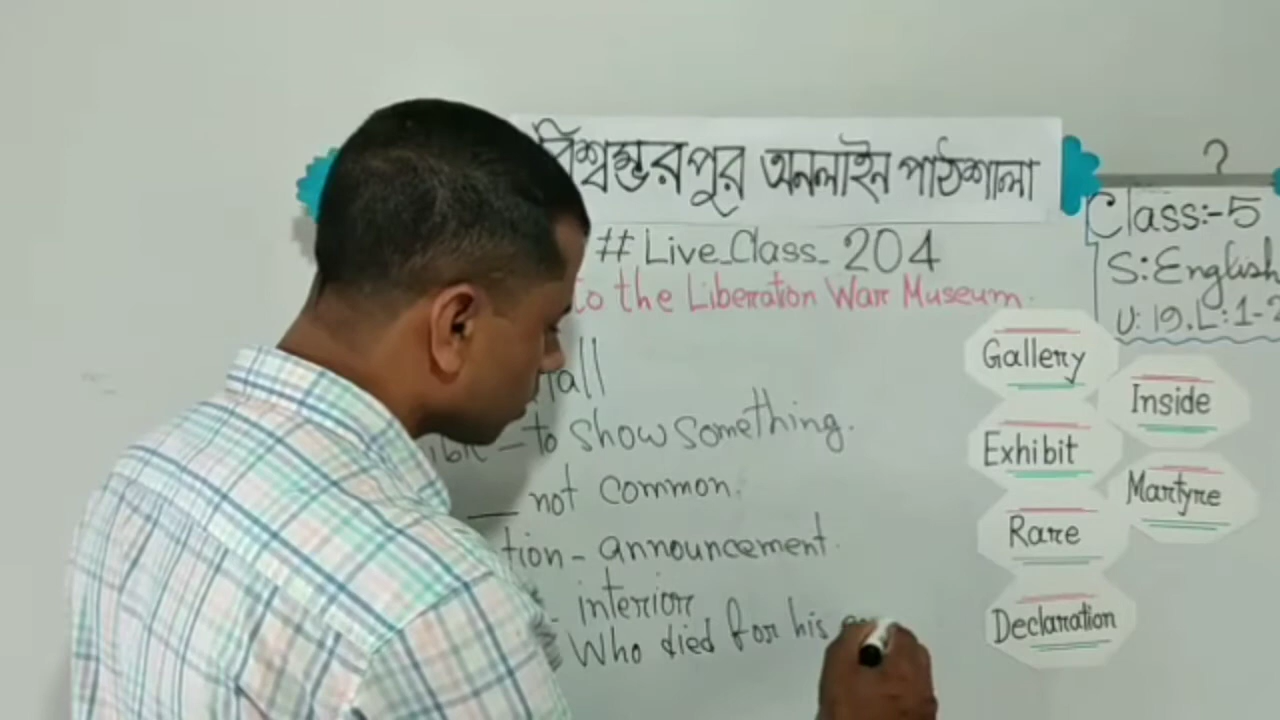 বিশ্বম্ভরপুর অনলাইন পাঠশালা
# Live_Class_ 204
to the Liberation War Museum.
?
Class:-5
S: English
U: 19. L: 1-2
hall
– to show something.
— not common.
tion – announcement.
- interior
Who died for his
Gallery
Inside
Exhibit
Martyre
Rare
Declaration